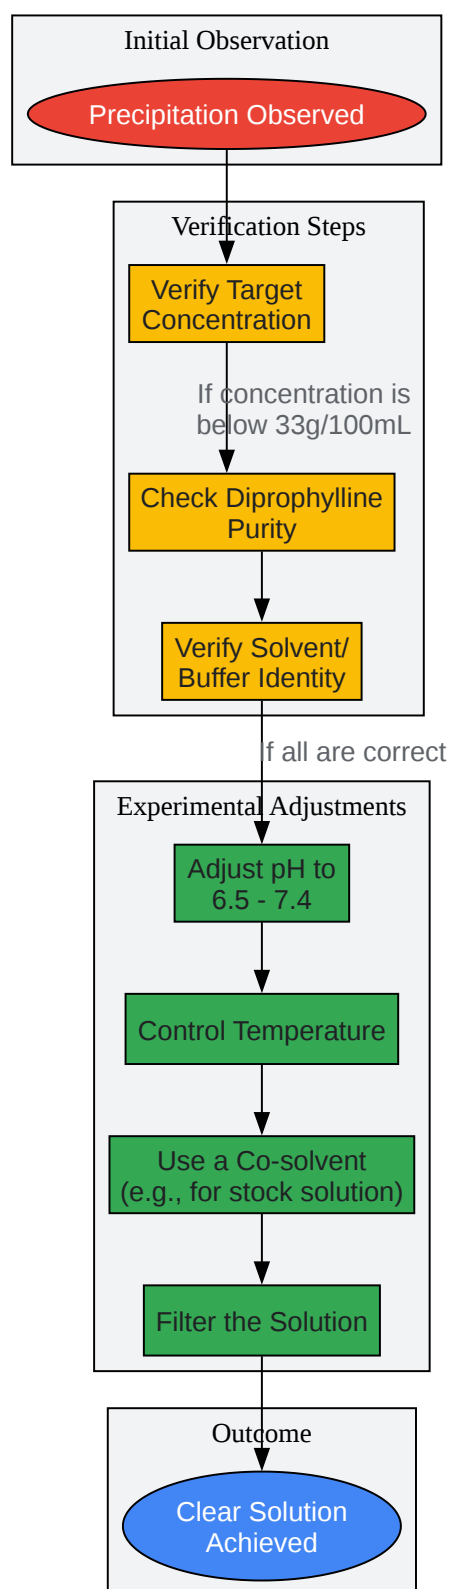 Initial Observation
Precipitation Observed
Verification Steps
Verify Target
Concentration
If concentration is
below 33g/100mL
Check Diprophylline
Purity
Verify Solvent/
Buffer Identity
If all are correct
Experimental Adjustments
Adjust pH to
6.5 - 7.4
Control Temperature
Use a Co-solvent
(e.g., for stock solution)
Filter the Solution
Outcome
Clear Solution
Achieved